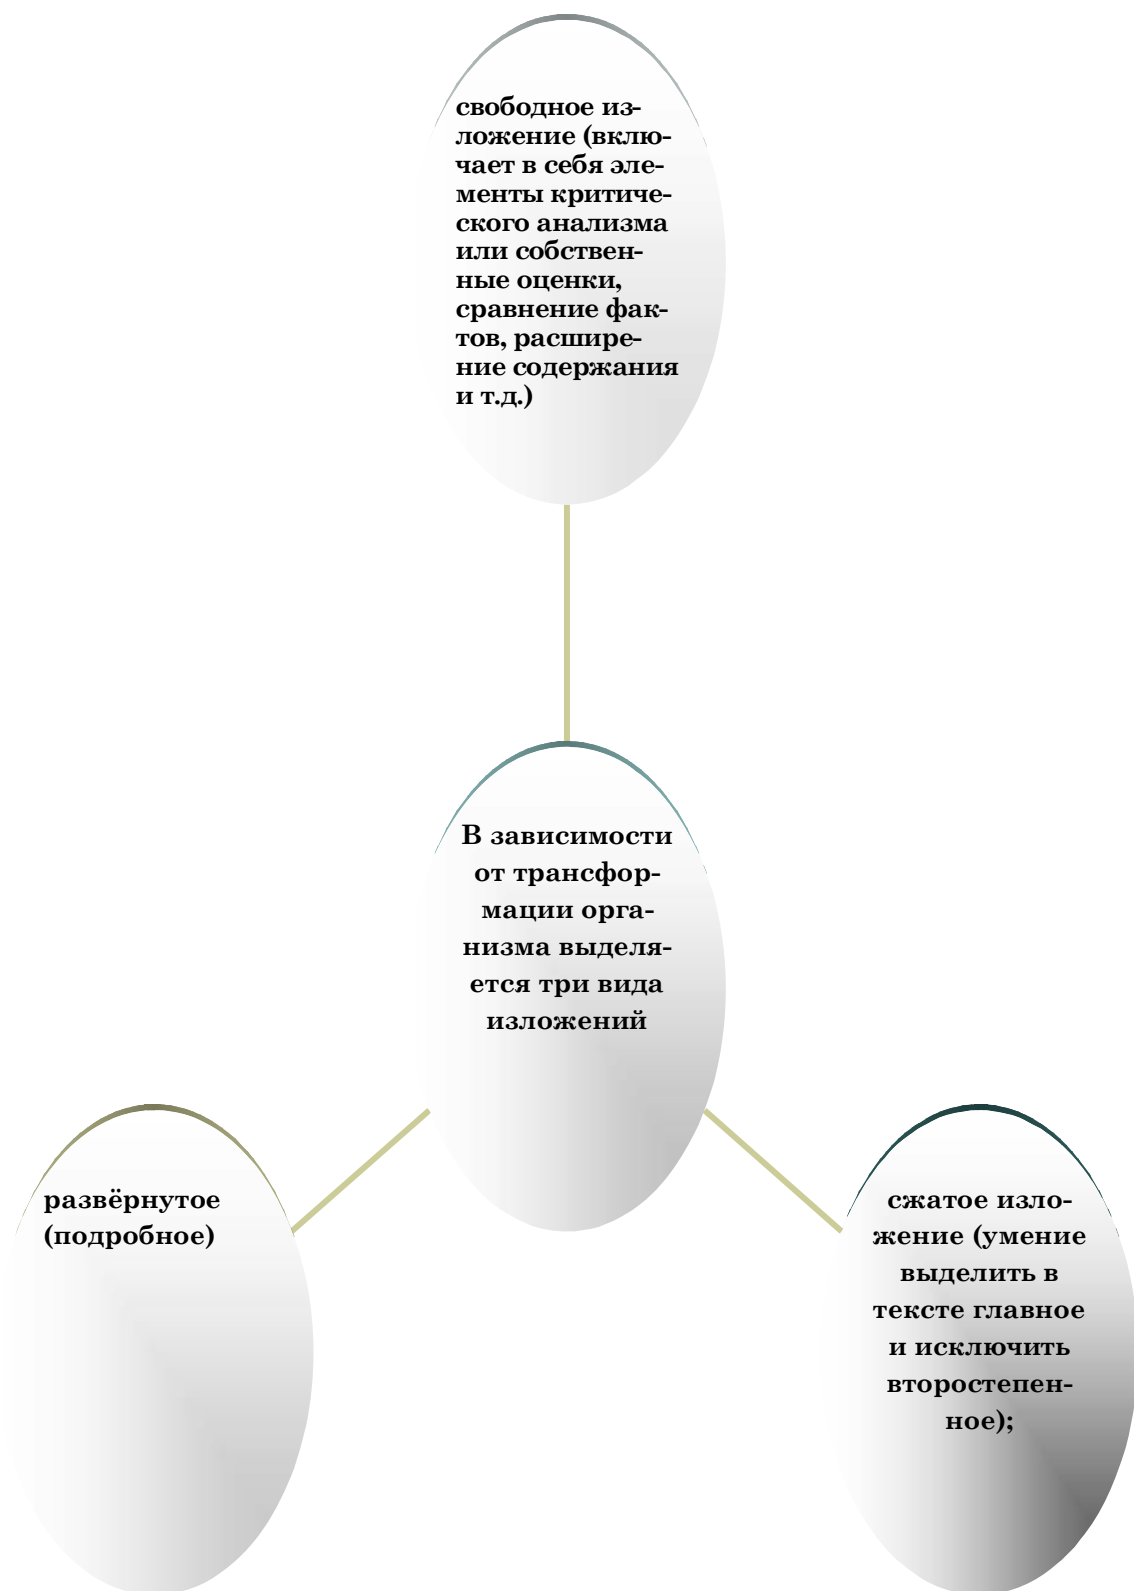 свободное из-
ложение (вклю-
чает в себя эле-
менты критиче-
ского анализма
или собствен-
ные оценки,
сравнение фак-
тов, расшире-
ние содержания
и т.д.)
В зависимости
от трансфор-
мации орга-
низма выделя-
ется три вида
изложений
развёрнутое
(подробное)
сжатое изло-
жение (умение
выделить в
тексте главное
и исключить
второстепен-
ное);